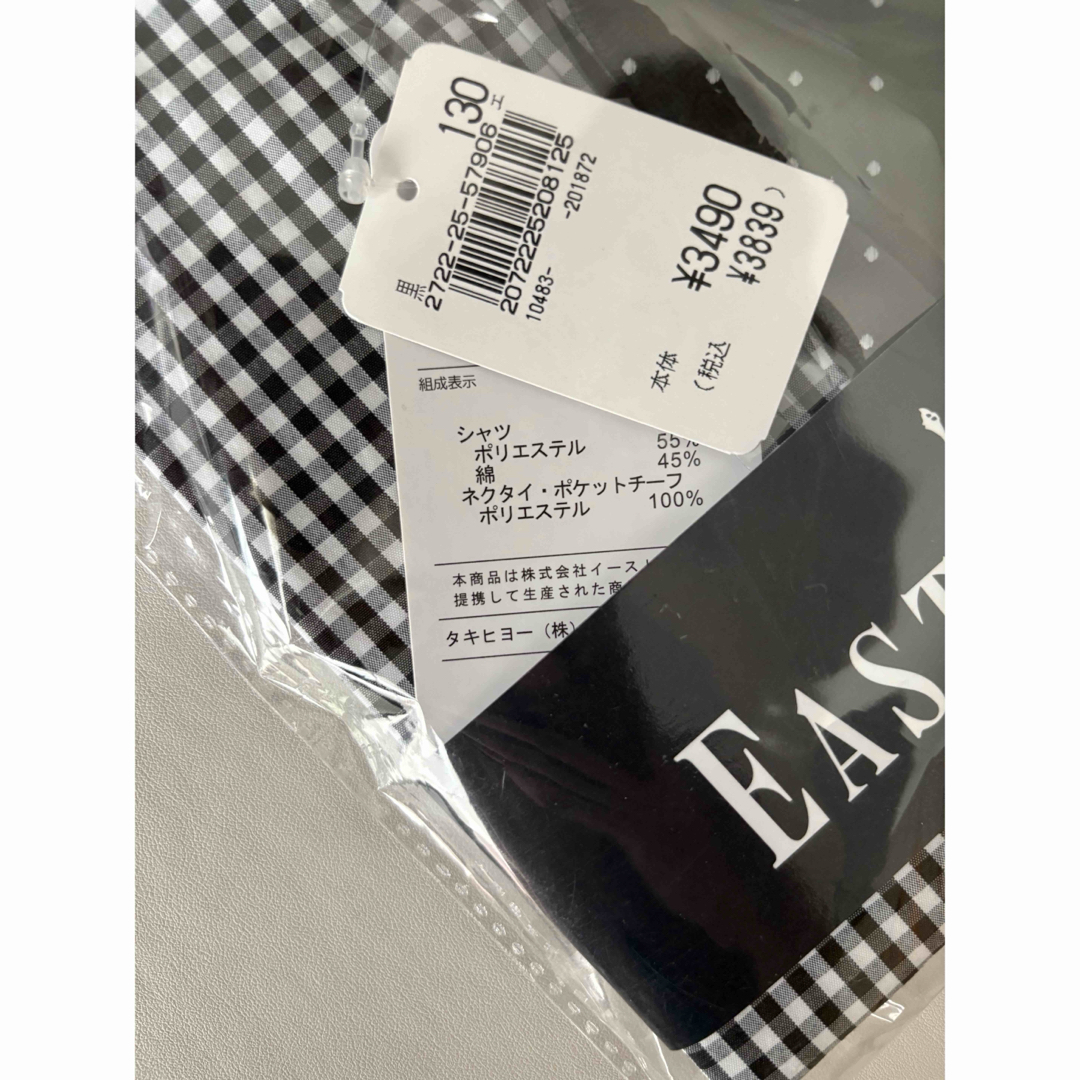 130
黒
2722-25-57906 エ
2072225208125
10483-
-201872
本体 ¥3490
(税込 ¥3839)
組成表示
シャツ
ポリエステル 55%
綿 45%
ネクタイ・ポケットチーフ
ポリエステル 100%
本商品は株式会社イースト
提携して生産された商
タキヒヨー(株)
EAST